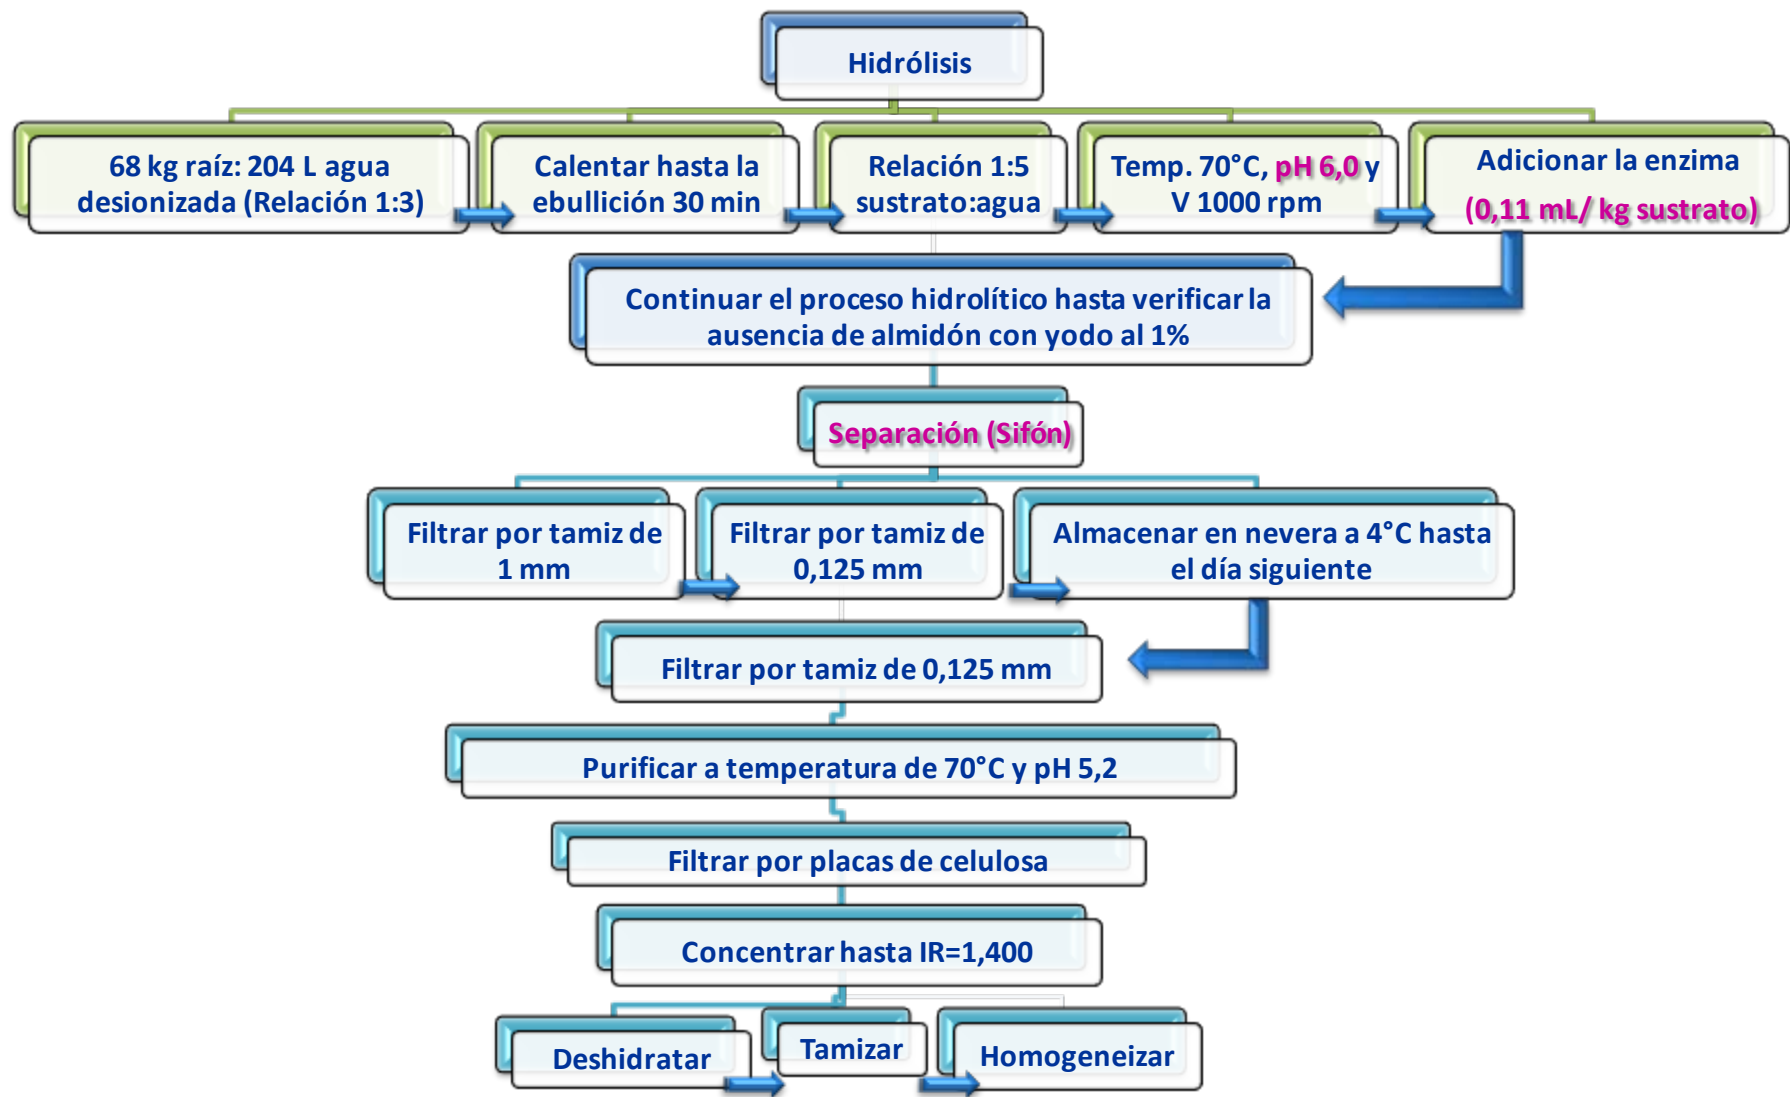 Hidrólisis
68 kg raíz: 204 L agua
desionizada (Relación 1:3)
Calentar hasta la
ebullición 30 min
Relación 1:5
sustrato:agua
Temp. 70°C, pH 6,0 y
V 1000 rpm
Adicionar la enzima
(0,11 mL/ kg sustrato)
Continuar el proceso hidrolítico hasta verificar la
ausencia de almidón con yodo al 1%
Separación (Sifón)
Filtrar por tamiz de
1 mm
Filtrar por tamiz de
0,125 mm
Almacenar en nevera a 4°C hasta
el día siguiente
Filtrar por tamiz de 0,125 mm
Purificar a temperatura de 70°C y pH 5,2
Filtrar por placas de celulosa
Concentrar hasta IR=1,400
Deshidratar
Tamizar
Homogeneizar